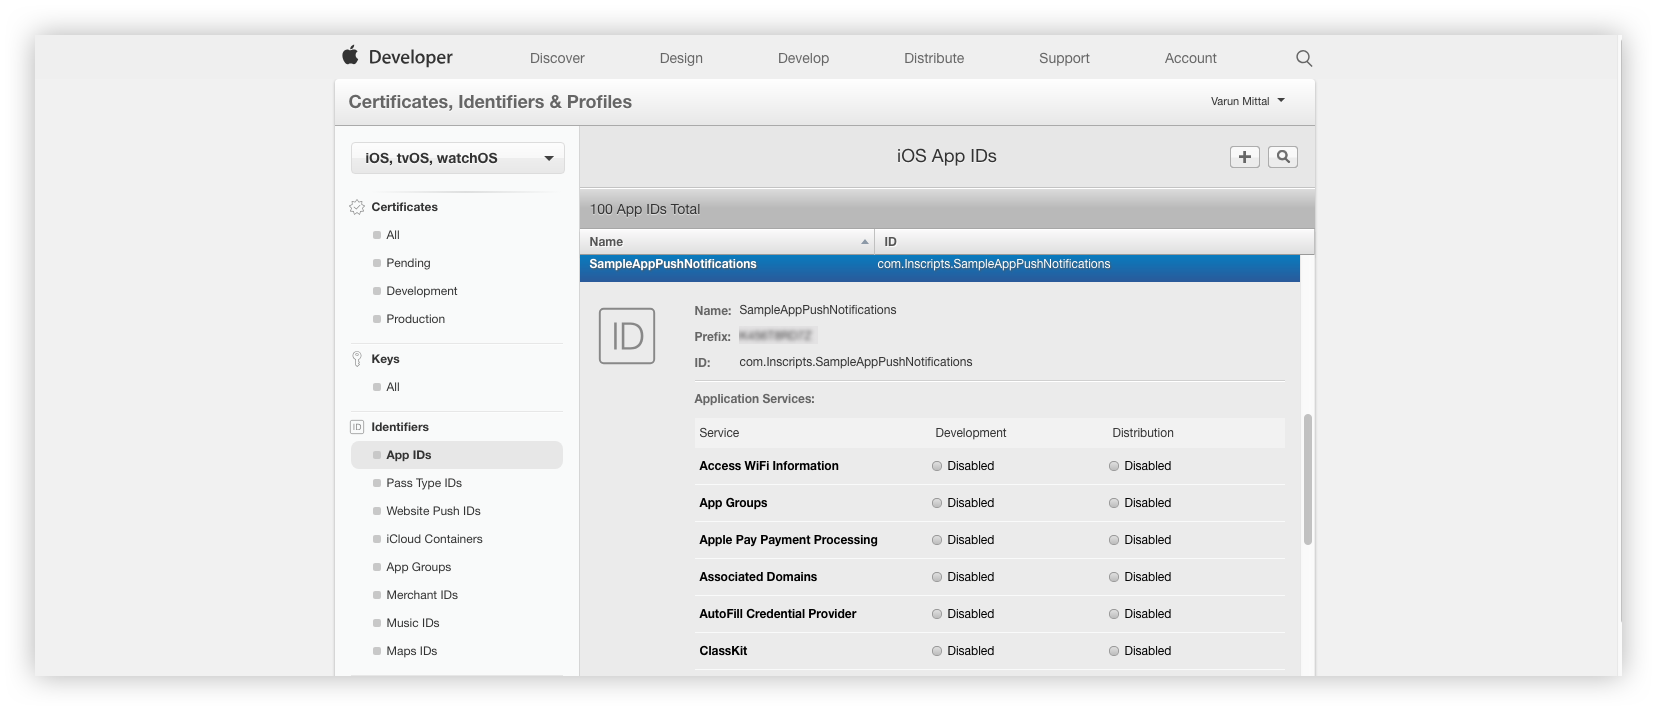 Developer
Discover
Design
Develop
Distribute
Support
Account
Certificates, Identifiers & Profiles
Varun Mittal
iOS, tvOS, watchOS
Certificates
All
Pending
Development
Production
Keys
All
ID Identifiers
App IDs
Pass Type IDs
Website Push IDs
iCloud Containers
App Groups
Merchant IDs
Music IDs
Maps IDs
iOS App IDs
100 App IDs Total
Name ID
SampleAppPushNotifications com.Inscripts.SampleAppPushNotifications
ID
Name: SampleAppPushNotifications
Prefix:
ID: com.Inscripts.SampleAppPushNotifications
Application Services:
Service Development Distribution
Access WiFi Information Disabled Disabled
App Groups Disabled Disabled
Apple Pay Payment Processing Disabled Disabled
Associated Domains Disabled Disabled
AutoFill Credential Provider Disabled Disabled
ClassKit Disabled Disabled